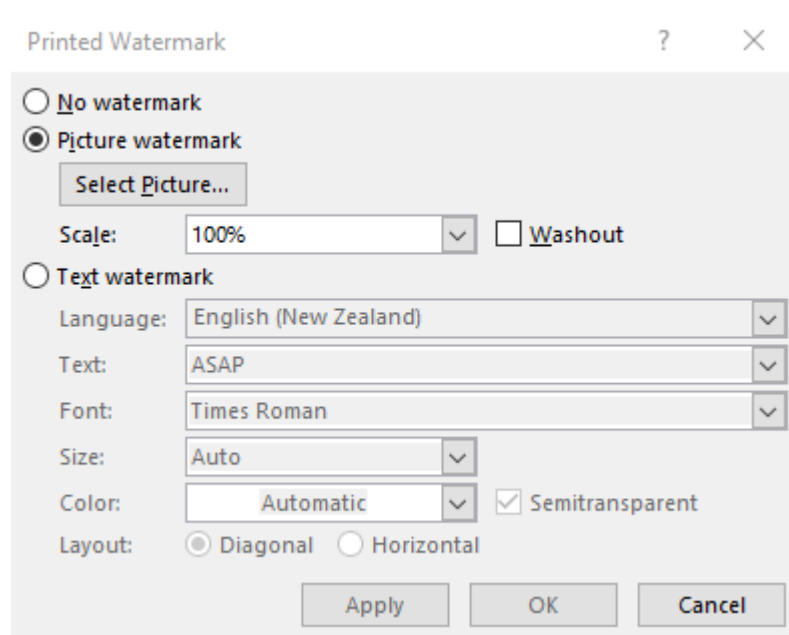 Printed Watermark ?
No watermark
Picture watermark
Select Picture...
Scale: 100% Washout
Text watermark
Language: English (New Zealand)
Text: ASAP
Font: Times Roman
Size: Auto
Color: Automatic Semitransparent
Layout: Diagonal Horizontal
Apply OK Cancel